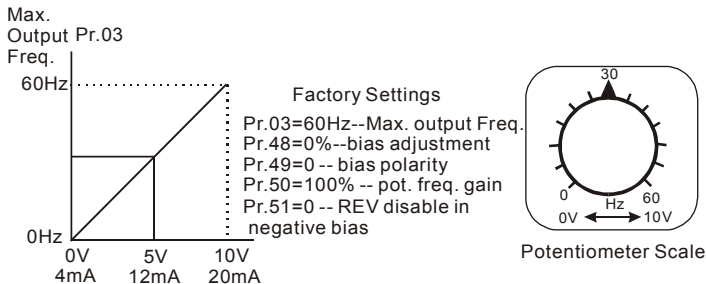 Max.
Output Pr.03
Freq.
60Hz
0Hz
0V 5V 10V
4mA 12mA 20mA
Factory Settings
Pr.03=60Hz--Max. output Freq.
Pr.48=0%--bias adjustment
Pr.49=0 -- bias polarity
Pr.50=100% -- pot. freq. gain
Pr.51=0 -- REV disable in
negative bias
30
0 60
Hz
0V 10V
Potentiometer Scale